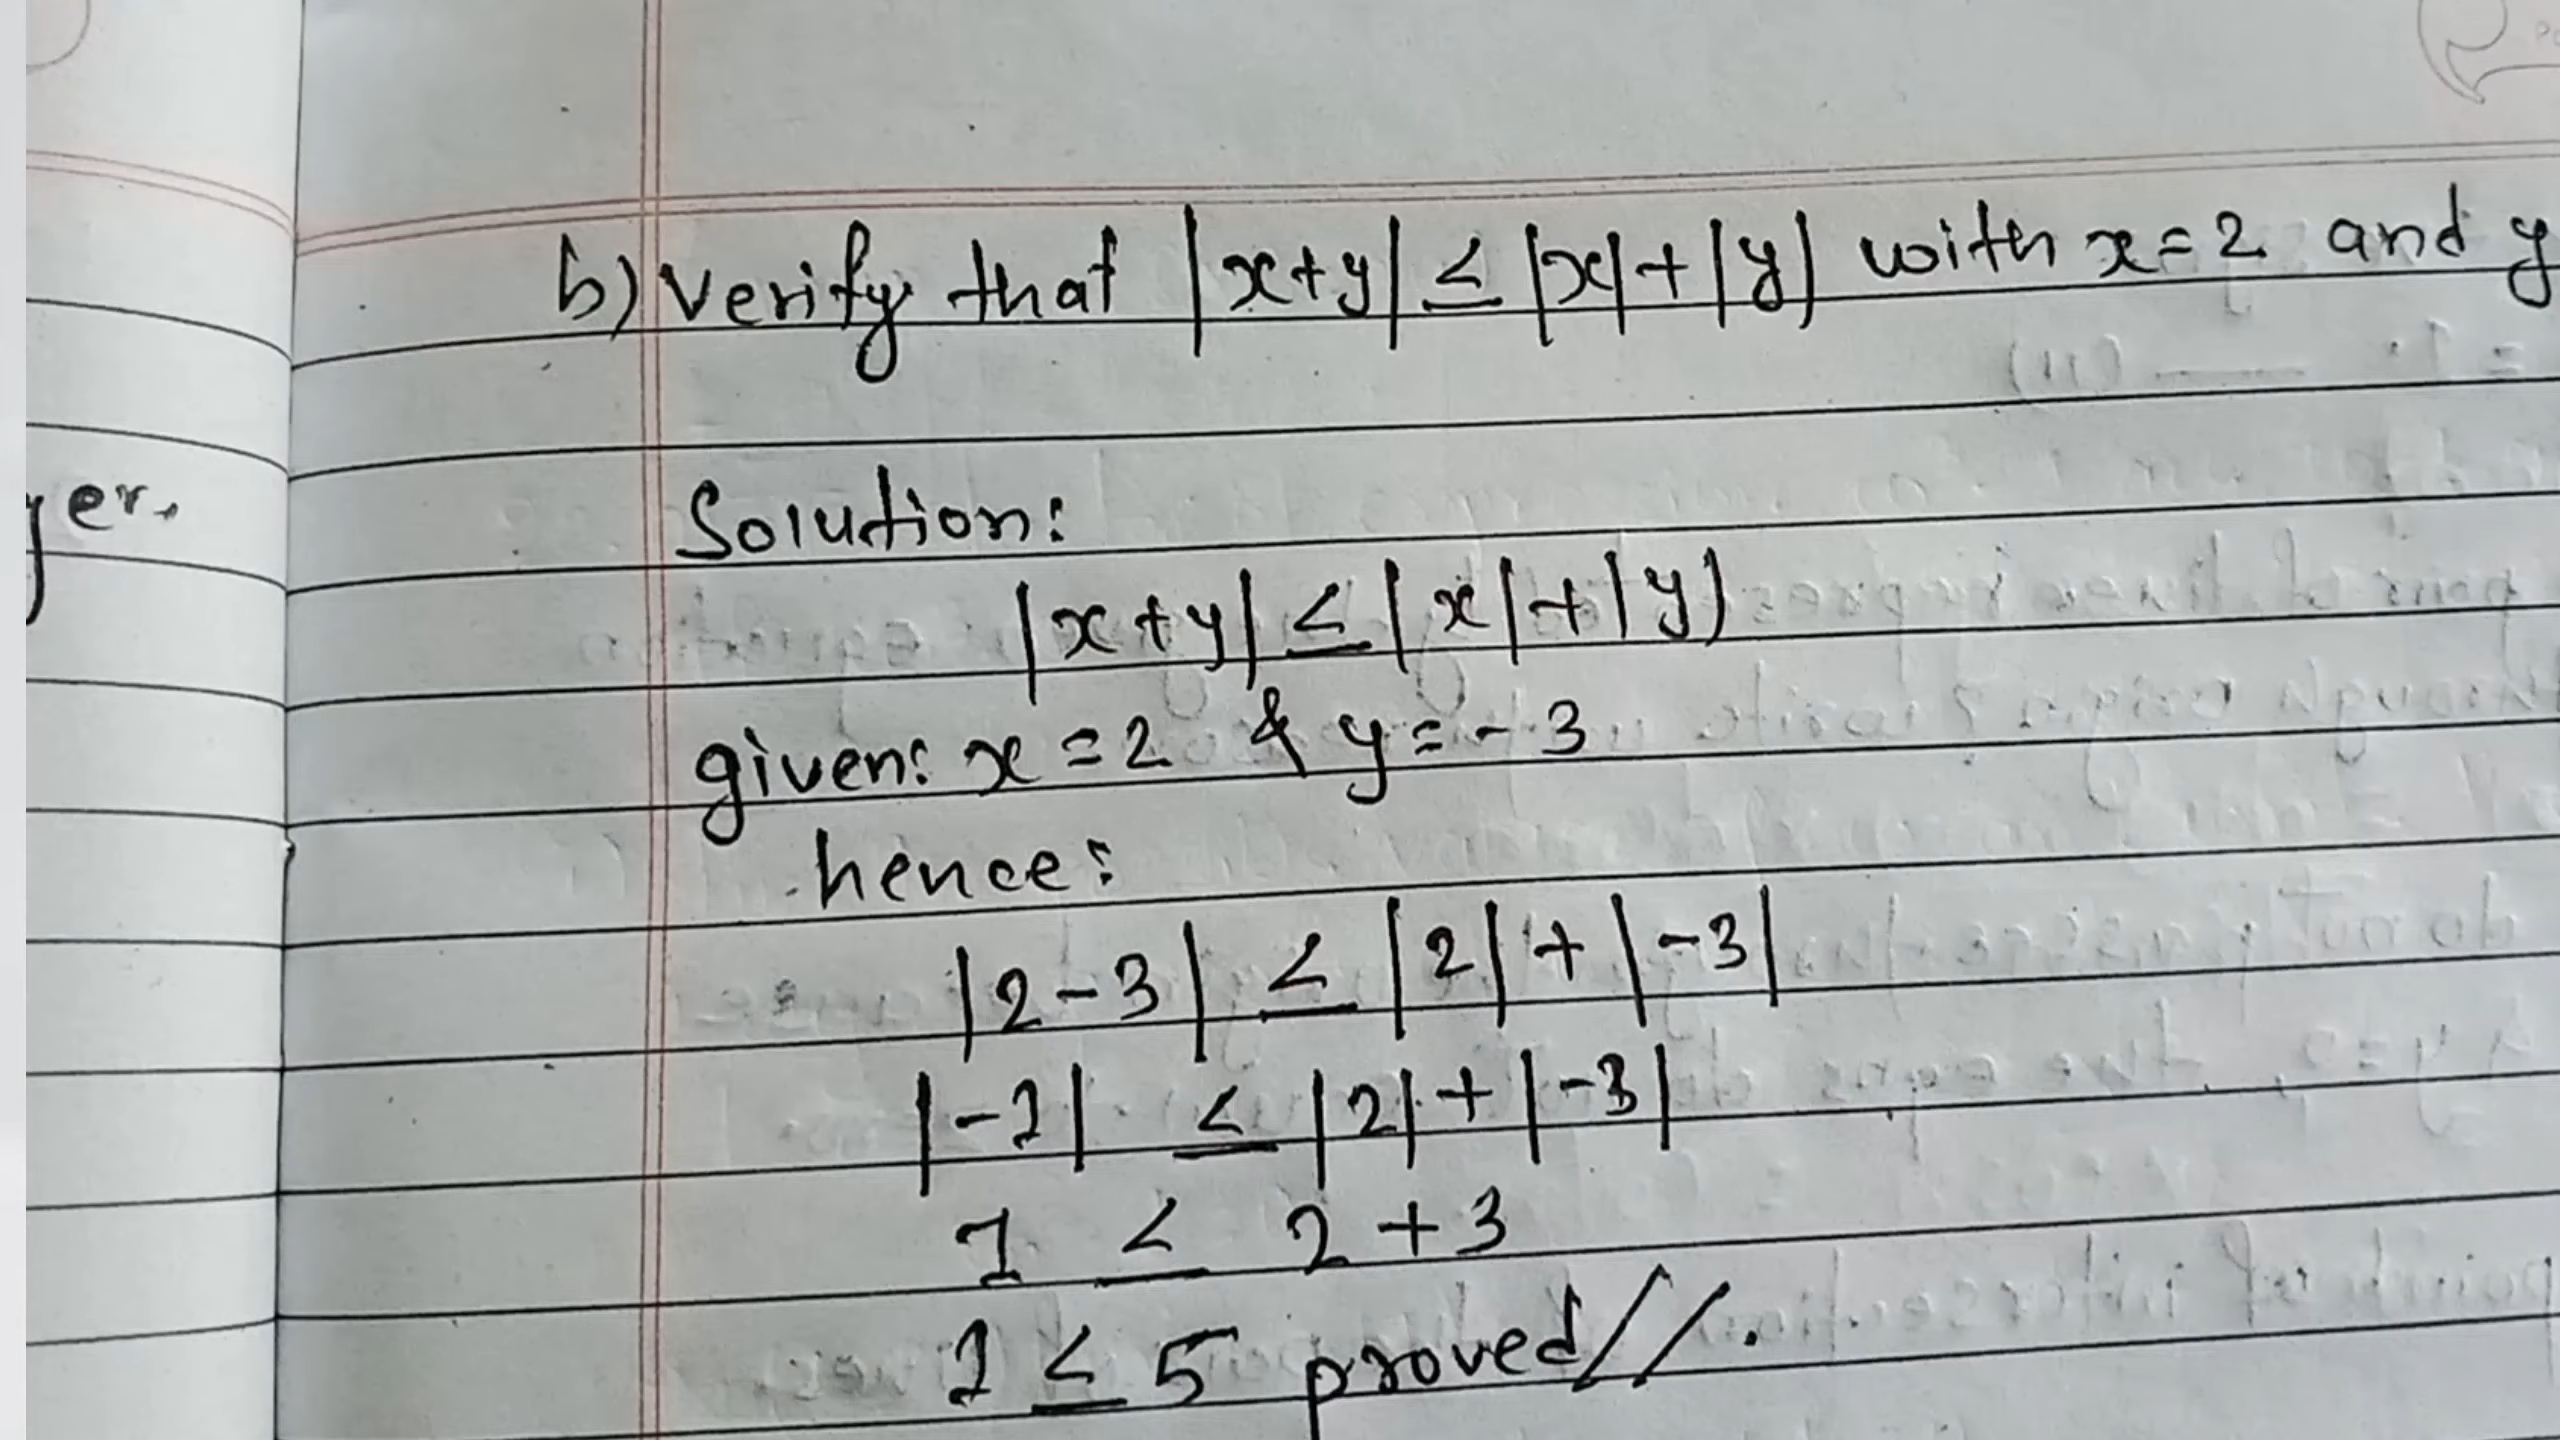 b) Verify that |x+y| ≤ |x|+|y| with x=2 and y
Solution:
|x+y| ≤ |x|+|y|
given: x=2 & y=-3
hence:
|2-3| ≤ |2|+|-3|
|-1| ≤ |2|+|-3|
1 ≤ 2+3
1 ≤ 5 proved//.